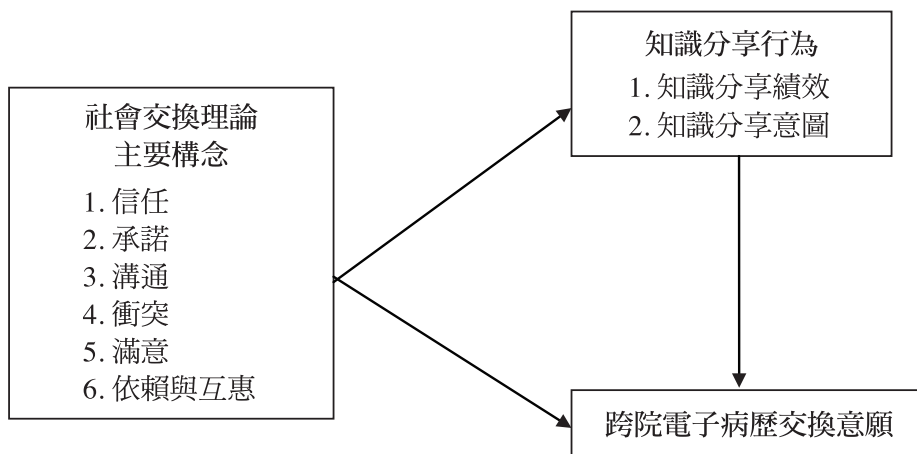 社會交換理論
主要構念
1. 信任
2. 承諾
3. 溝通
4. 衝突
5. 滿意
6. 依賴與互惠
知識分享行為
1. 知識分享績效
2. 知識分享意圖
跨院電子病歷交換意願